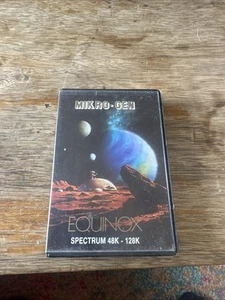 MIKRO-GEN
EQUINOX
SPECTRUM 48K - 128K